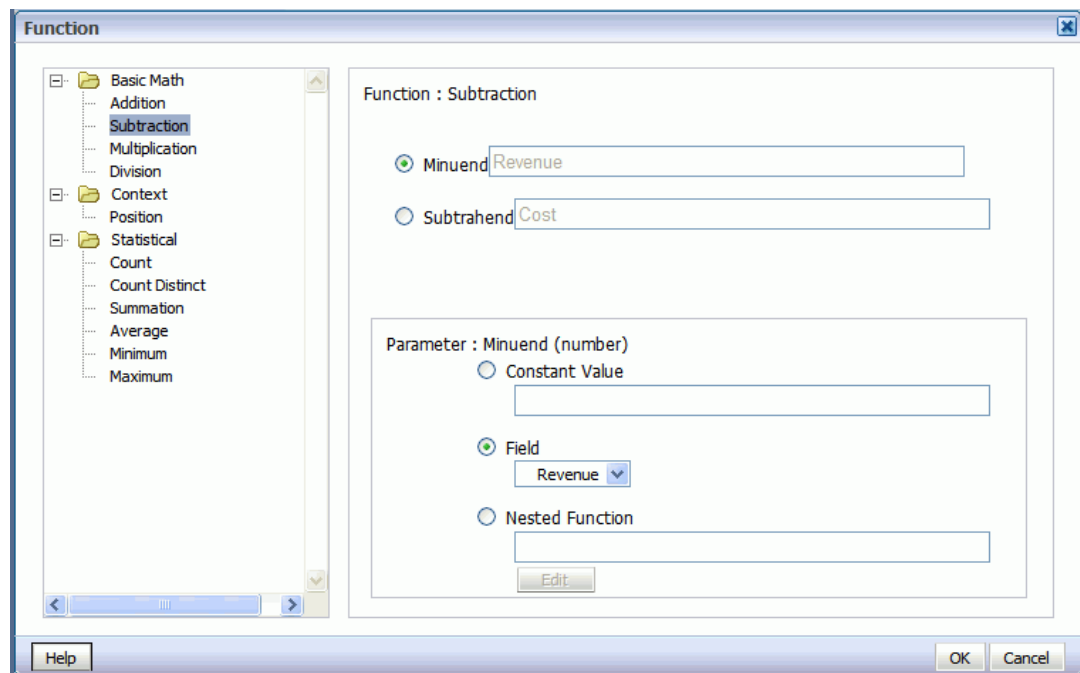 Function
Basic Math
Addition
Subtraction
Multiplication
Division
Context
Position
Statistical
Count
Count Distinct
Summation
Average
Minimum
Maximum
Function : Subtraction
Minuend Revenue
Subtrahend Cost
Parameter : Minuend (number)
Constant Value
Field
Revenue
Nested Function
Edit
Help OK Cancel